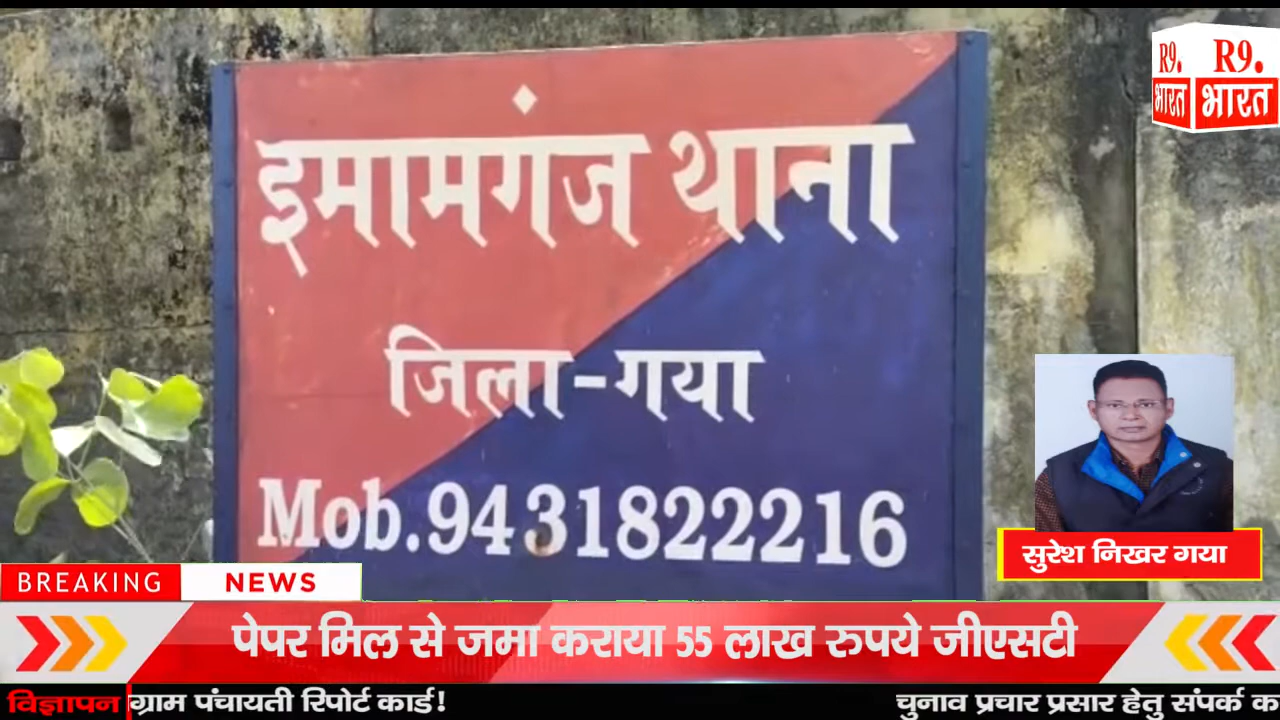 R9.
भारत
R9.
भारत
इमामगंज थाना
जिला-गया
Mob.9431822216
सुरेश निखर गया
BREAKING NEWS
पेपर मिल से जमा कराया 55 लाख रुपये जीएसटी
विज्ञापन ग्राम पंचायती रिपोर्ट कार्ड! चुनाव प्रचार प्रसार हेतु संपर्क क